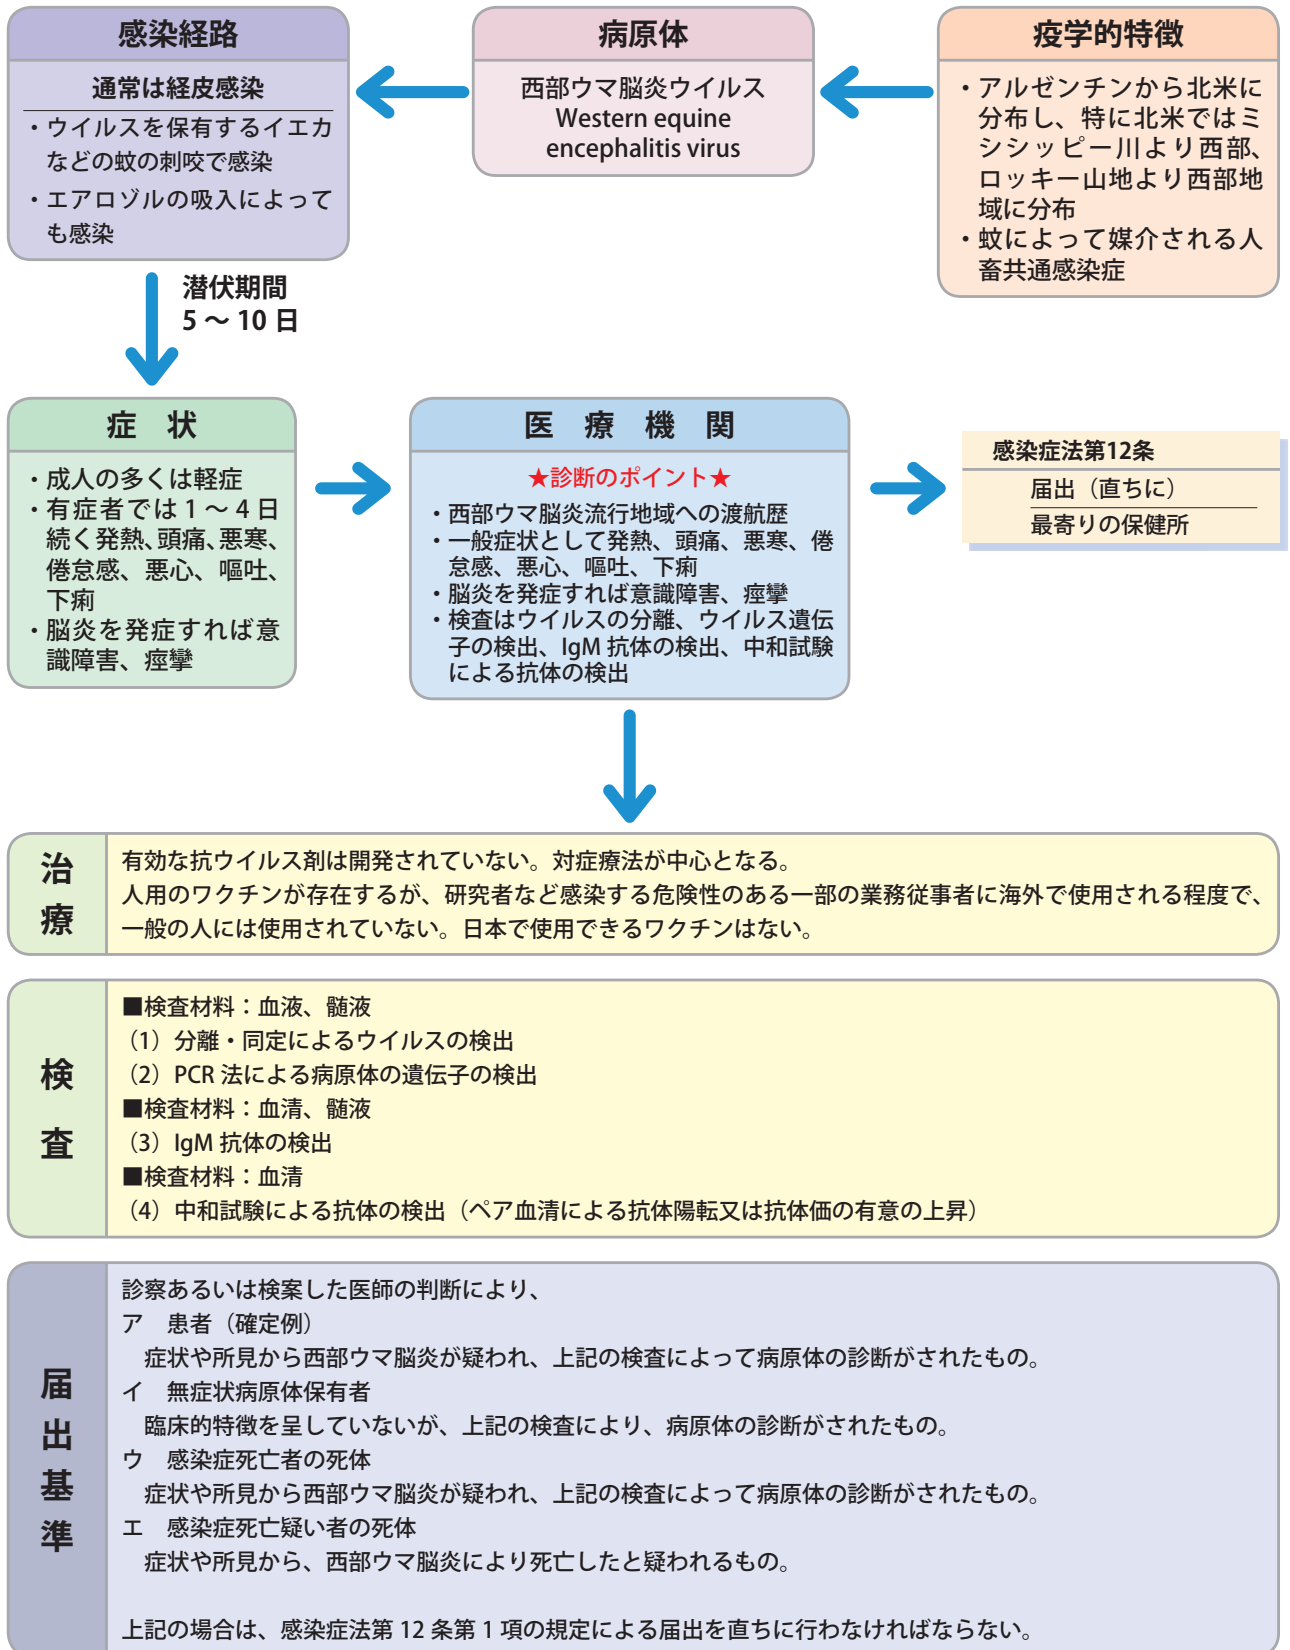 感染経路
通常は経皮感染
・ウイルスを保有するイエカ
などの蚊の刺咬で感染
・エアロゾルの吸入によって
も感染
病原体
西部ウマ脳炎ウイルス
Western equine
encephalitis virus
疫学的特徴
・アルゼンチンから北米に
分布し、特に北米ではミ
シシッピー川より西部、
ロッキー山地より西部地
域に分布
・蚊によって媒介される人
畜共通感染症
潜伏期間
5 〜 10 日
症　状
・成人の多くは軽症
・有症者では 1 〜 4 日
続く発熱、頭痛、悪寒、
倦怠感、悪心、嘔吐、
下痢
・脳炎を発症すれば意
識障害、痙攣
医　療　機　関
★診断のポイント★
・西部ウマ脳炎流行地域への渡航歴
・一般症状として発熱、頭痛、悪寒、倦
怠感、悪心、嘔吐、下痢
・脳炎を発症すれば意識障害、痙攣
・検査はウイルスの分離、ウイルス遺伝
子の検出、IgM 抗体の検出、中和試験
による抗体の検出
感染症法第12条
届出（直ちに）
最寄りの保健所
治療
有効な抗ウイルス剤は開発されていない。対症療法が中心となる。
人用のワクチンが存在するが、研究者など感染する危険性のある一部の業務従事者に海外で使用される程度で、
一般の人には使用されていない。日本で使用できるワクチンはない。
検査
■検査材料：血液、髄液
（1）分離・同定によるウイルスの検出
（2）PCR 法による病原体の遺伝子の検出
■検査材料：血清、髄液
（3）IgM 抗体の検出
■検査材料：血清
（4）中和試験による抗体の検出（ペア血清による抗体陽転又は抗体価の有意の上昇）
届出基準
診察あるいは検案した医師の判断により、
ア　患者（確定例）
症状や所見から西部ウマ脳炎が疑われ、上記の検査によって病原体の診断がされたもの。
イ　無症状病原体保有者
臨床的特徴を呈していないが、上記の検査により、病原体の診断がされたもの。
ウ　感染症死亡者の死体
症状や所見から西部ウマ脳炎が疑われ、上記の検査によって病原体の診断がされたもの。
エ　感染症死亡疑い者の死体
症状や所見から、西部ウマ脳炎により死亡したと疑われるもの。
上記の場合は、感染症法第 12 条第 1 項の規定による届出を直ちに行わなければならない。